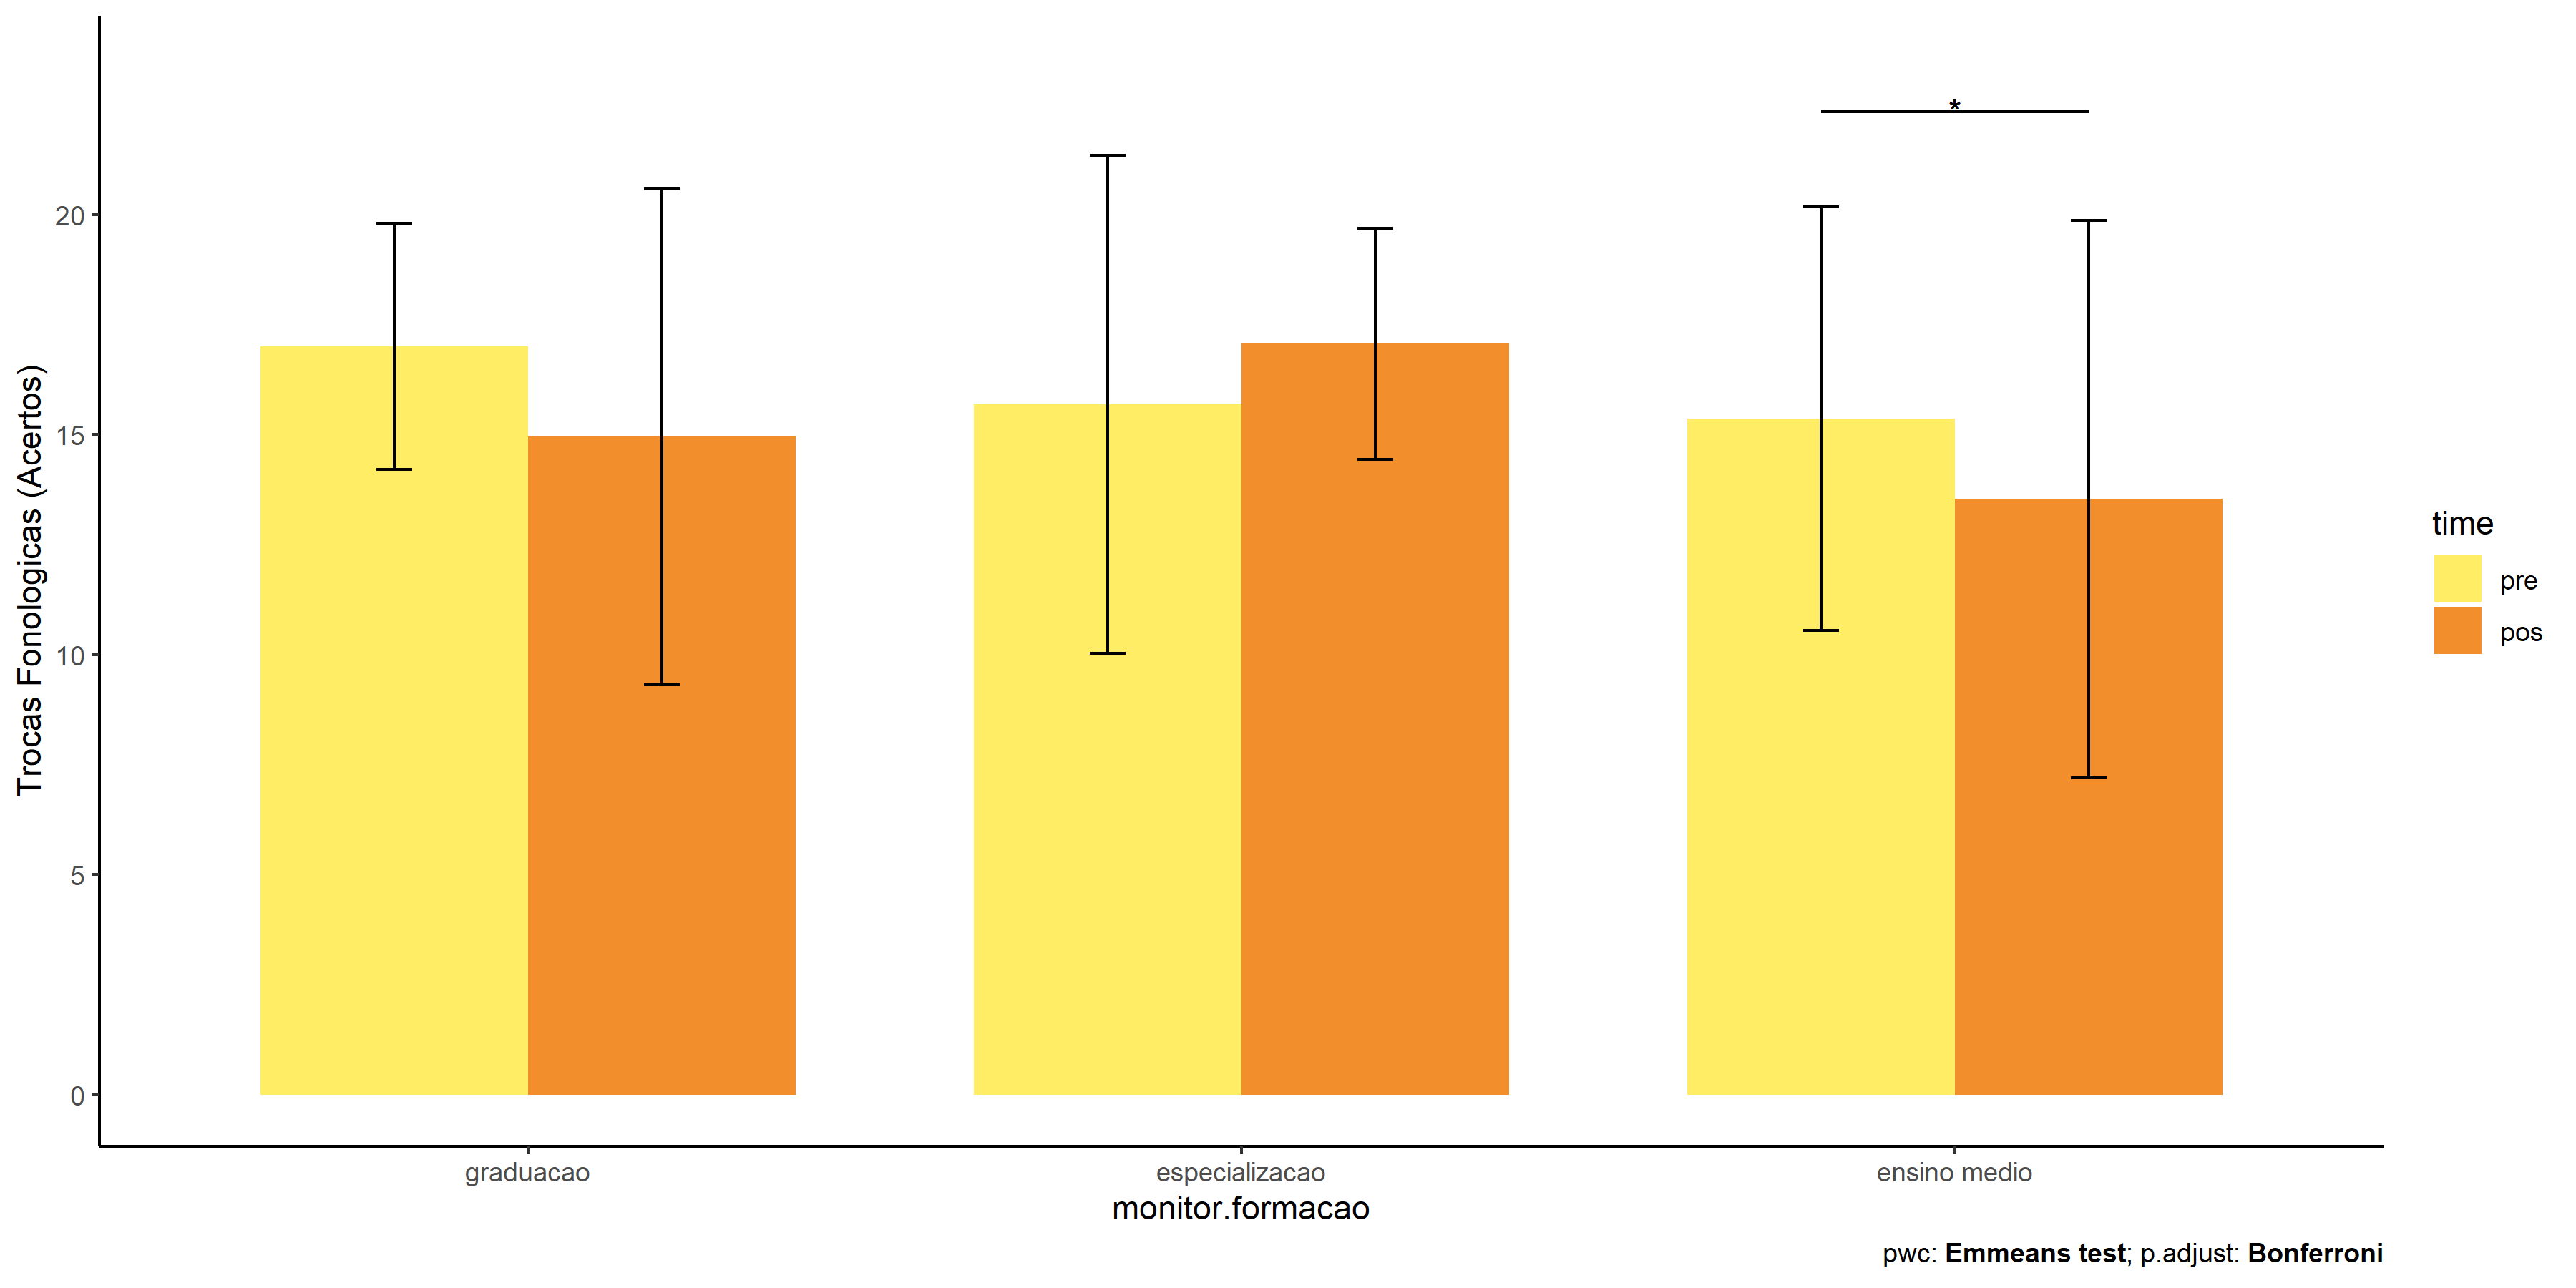 *
20
15
10
5
0
Trocas Fonologicas (Acertos)
graduacao
especializacao
ensino medio
monitor.formacao
time
pre
pos
pwc: Emmeans test; p.adjust: Bonferroni